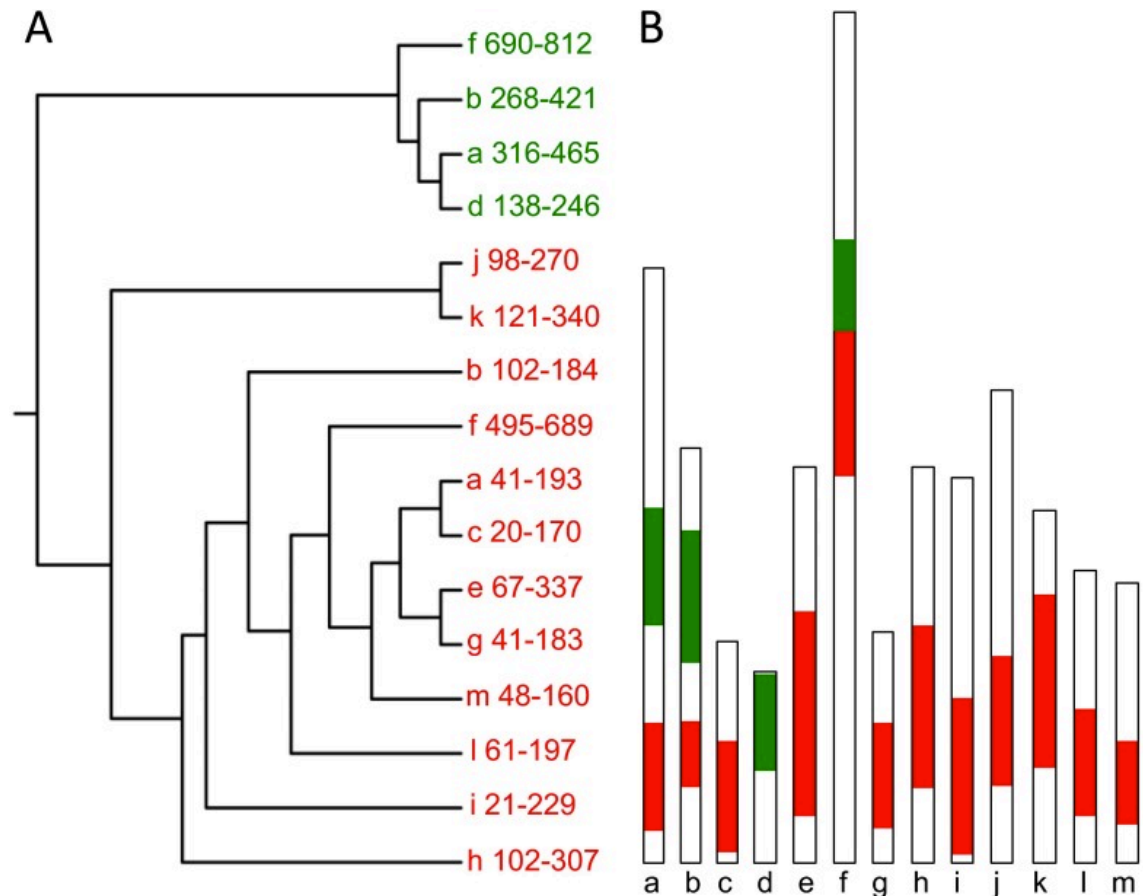 A
B
f 690-812
b 268-421
a 316-465
d 138-246
j 98-270
k 121-340
b 102-184
f 495-689
a 41-193
c 20-170
e 67-337
g 41-183
m 48-160
l 61-197
i 21-229
h 102-307
a b c d e f g h i j k l m